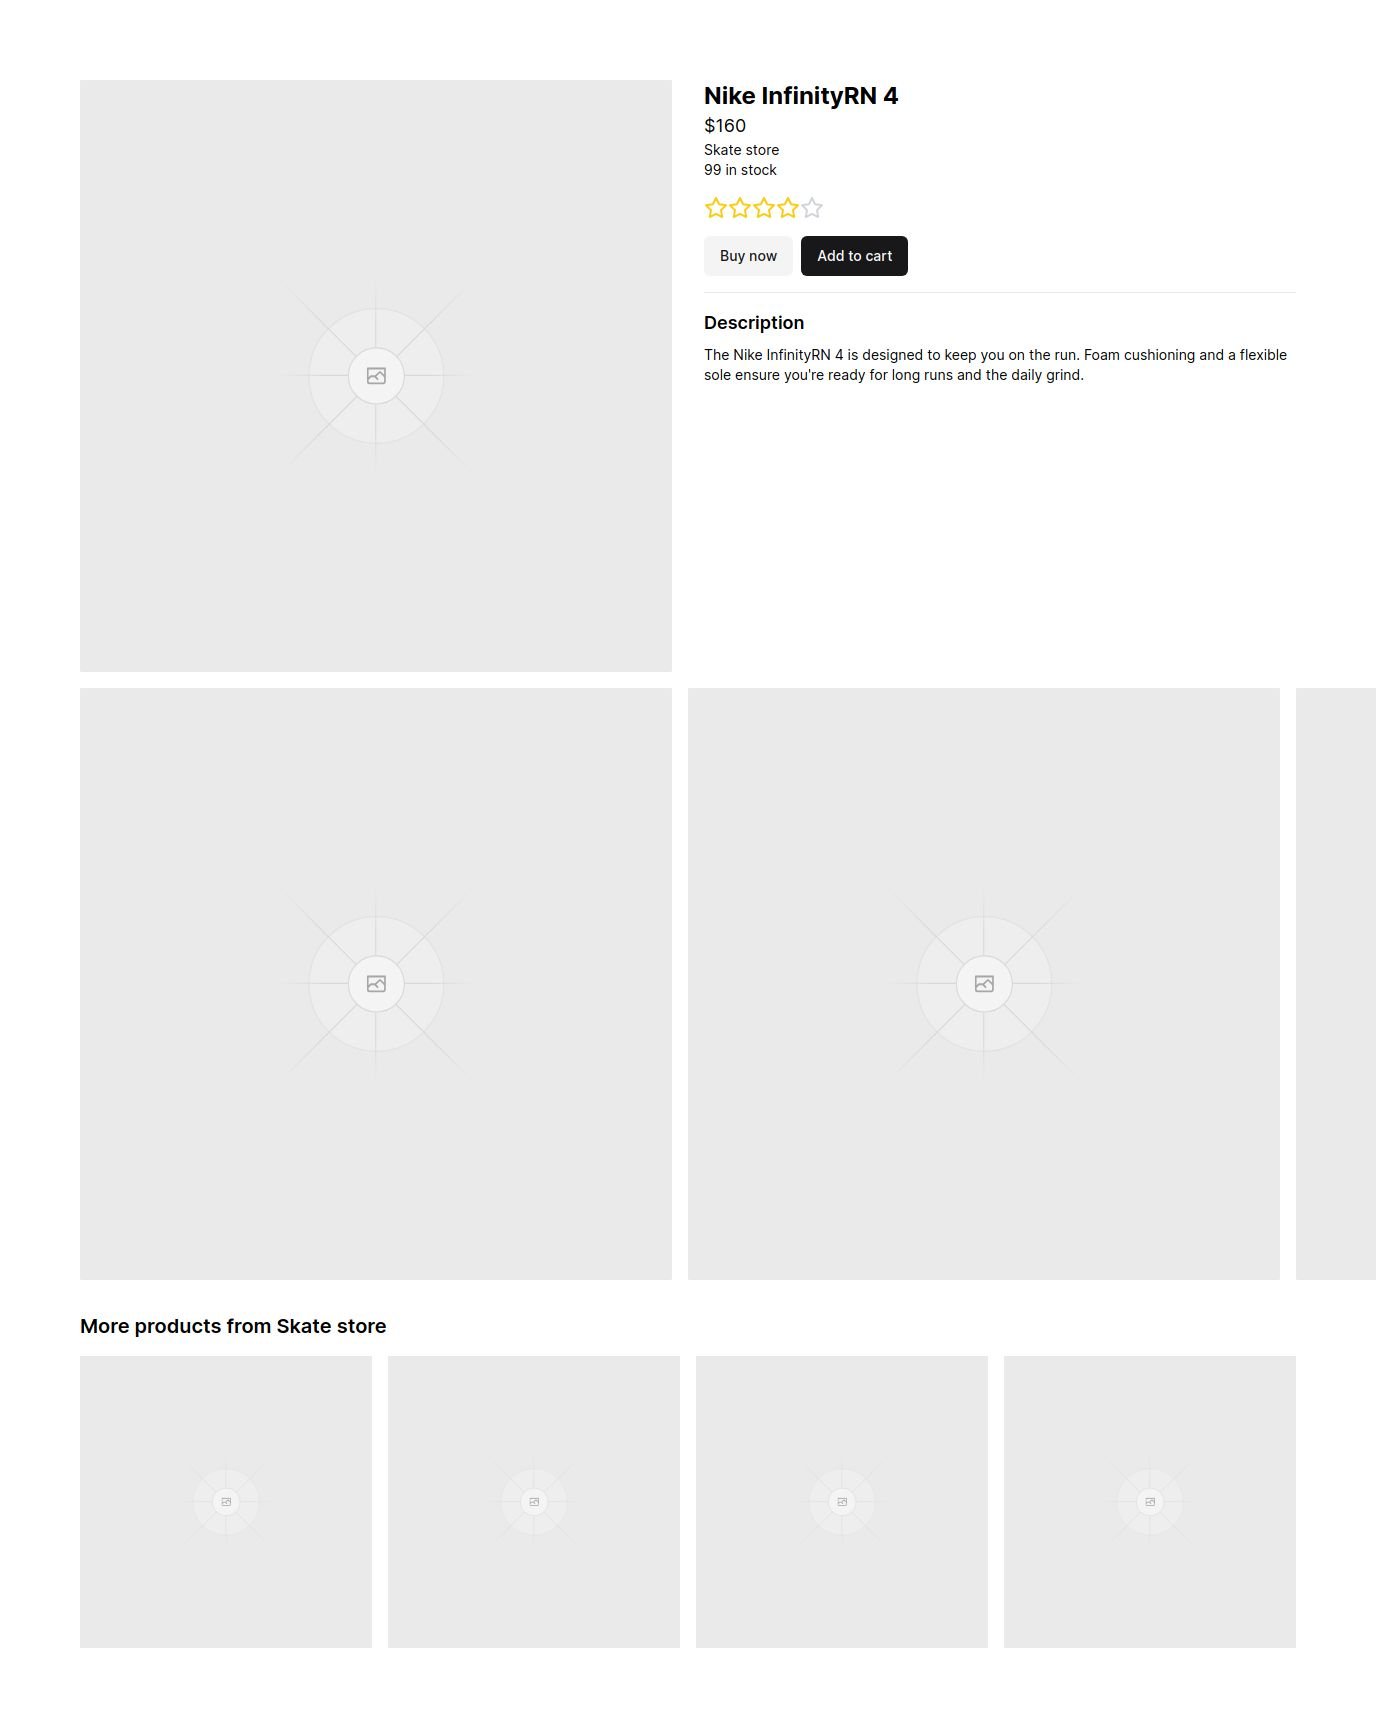 Nike InfinityRN 4
$160
Skate store
99 in stock
Buy now
Add to cart
Description
The Nike InfinityRN 4 is designed to keep you on the run. Foam cushioning and a flexible
sole ensure you're ready for long runs and the daily grind.
More products from Skate store